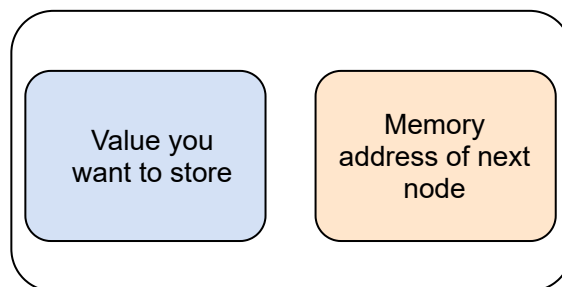 Value you
want to store
Memory
address of next
node